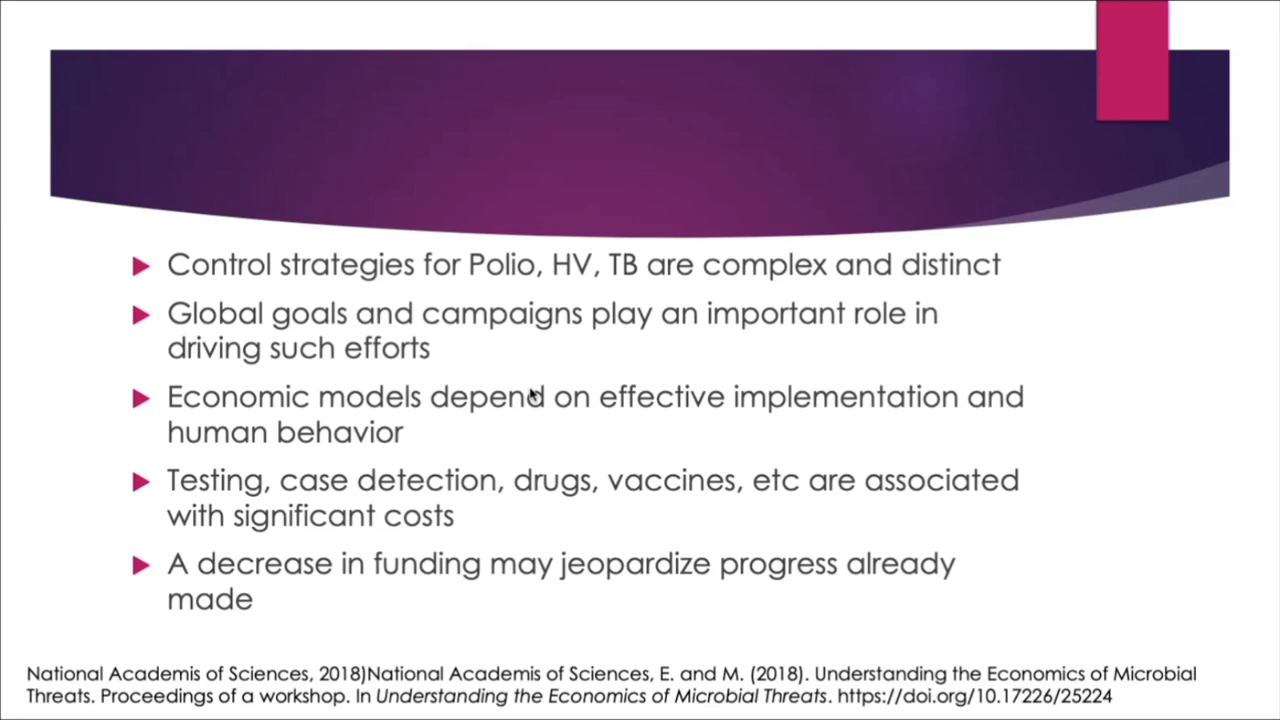 Control strategies for Polio, HV, TB are complex and distinct
Global goals and campaigns play an important role in
driving such efforts
Economic models depend on effective implementation and
human behavior
Testing, case detection, drugs, vaccines, etc are associated
with significant costs
A decrease in funding may jeopardize progress already
made
National Academis of Sciences, 2018)National Academis of Sciences, E. and M. (2018). Understanding the Economics of Microbial
Threats. Proceedings of a workshop. In Understanding the Economics of Microbial Threats. https://doi.org/10.17226/25224